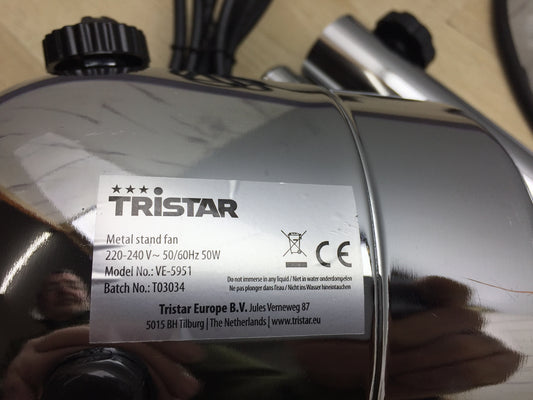 TRISTAR
Metal stand fan
220-240 V~ 50/60Hz 50W
Model No.: VE-5951
Batch No.: T03034
CE
Do not immerse in any liquid / Niet in water onderdompelen
Ne pas plonger dans l'eau / Nicht ins Wasser hineintauchen
Tristar Europe B.V. Jules Verneweg 87
5015 BH Tilburg | The Netherlands | www.tristar.eu